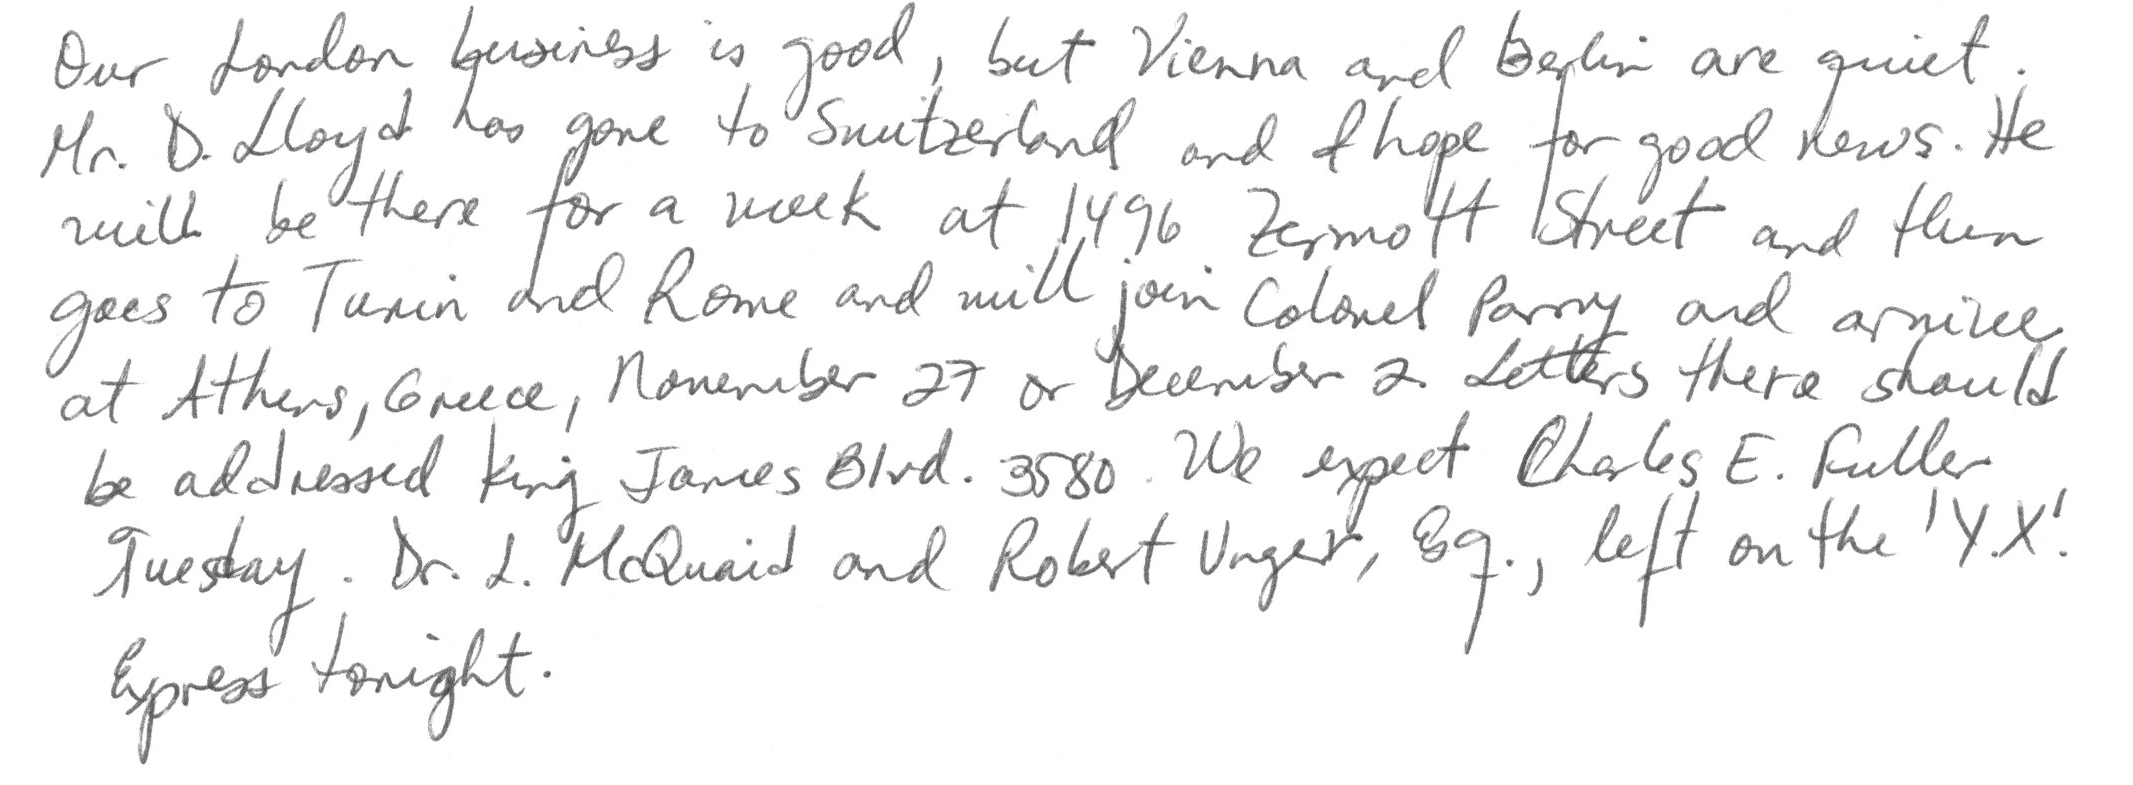 Our London business is good, but Vienna and Berlin are quiet.
Mr. D. Lloyd has gone to Switzerland and I hope for good news. He
will be there for a week at 1496 Zermott Street and then
goes to Turin and Rome and will join Colonel Parry and arrive
at Athens, Greece, November 27 or December 2. Letters there should
be addressed King James Blvd. 3580. We expect Charles E. Fuller
Tuesday. Dr. L. McQuaid and Robert Unger, Esq., left on the 'Y.X.'
Express tonight.